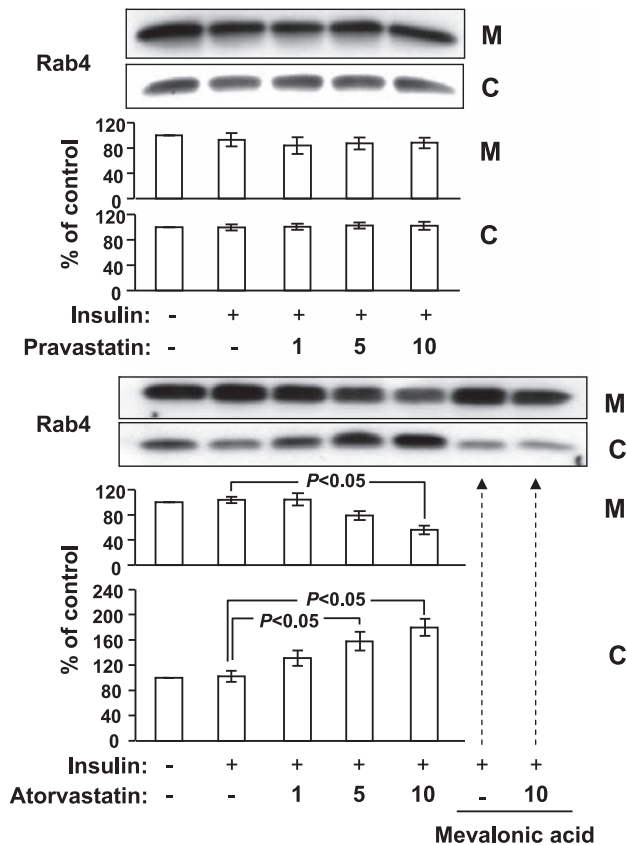 Rab4
M
C
% of control
120
80
40
0
M
120
80
40
0
C
Insulin: - + + + +
Pravastatin: - - 1 5 10
Rab4
M
C
% of control
120
80
40
0
P<0.05
M
240
200
160
120
80
40
0
P<0.05
P<0.05
C
Insulin: - + + + + + +
Atorvastatin: - - 1 5 10 - 10
Mevalonic acid